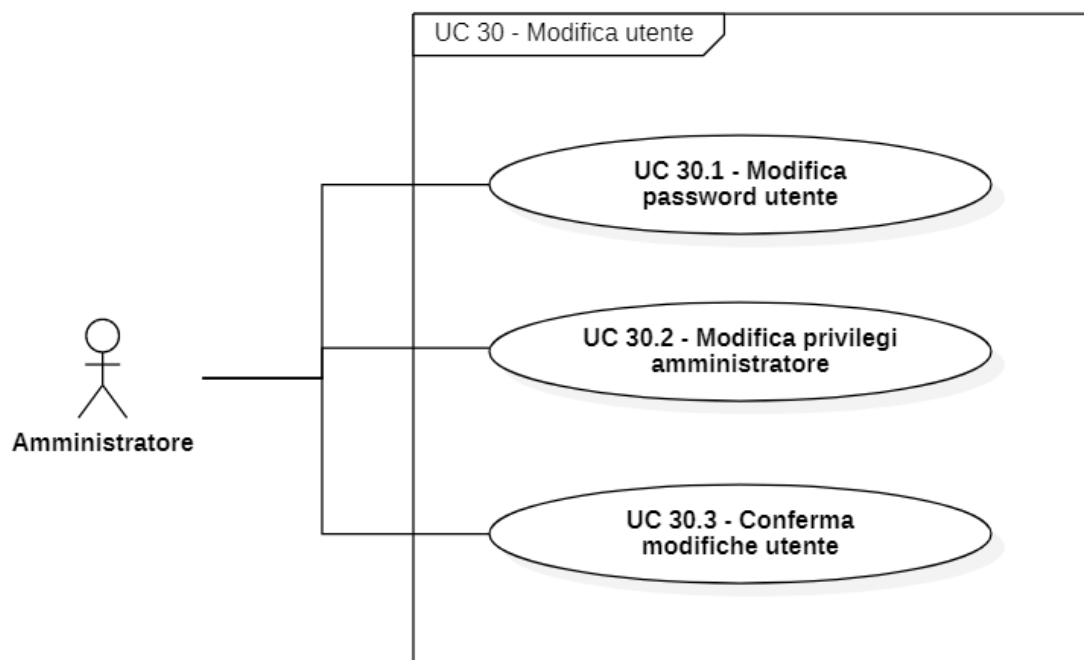 UC 30 - Modifica utente
UC 30.1 - Modifica
password utente
UC 30.2 - Modifica privilegi
amministratore
Amministratore
UC 30.3 - Conferma
modifiche utente